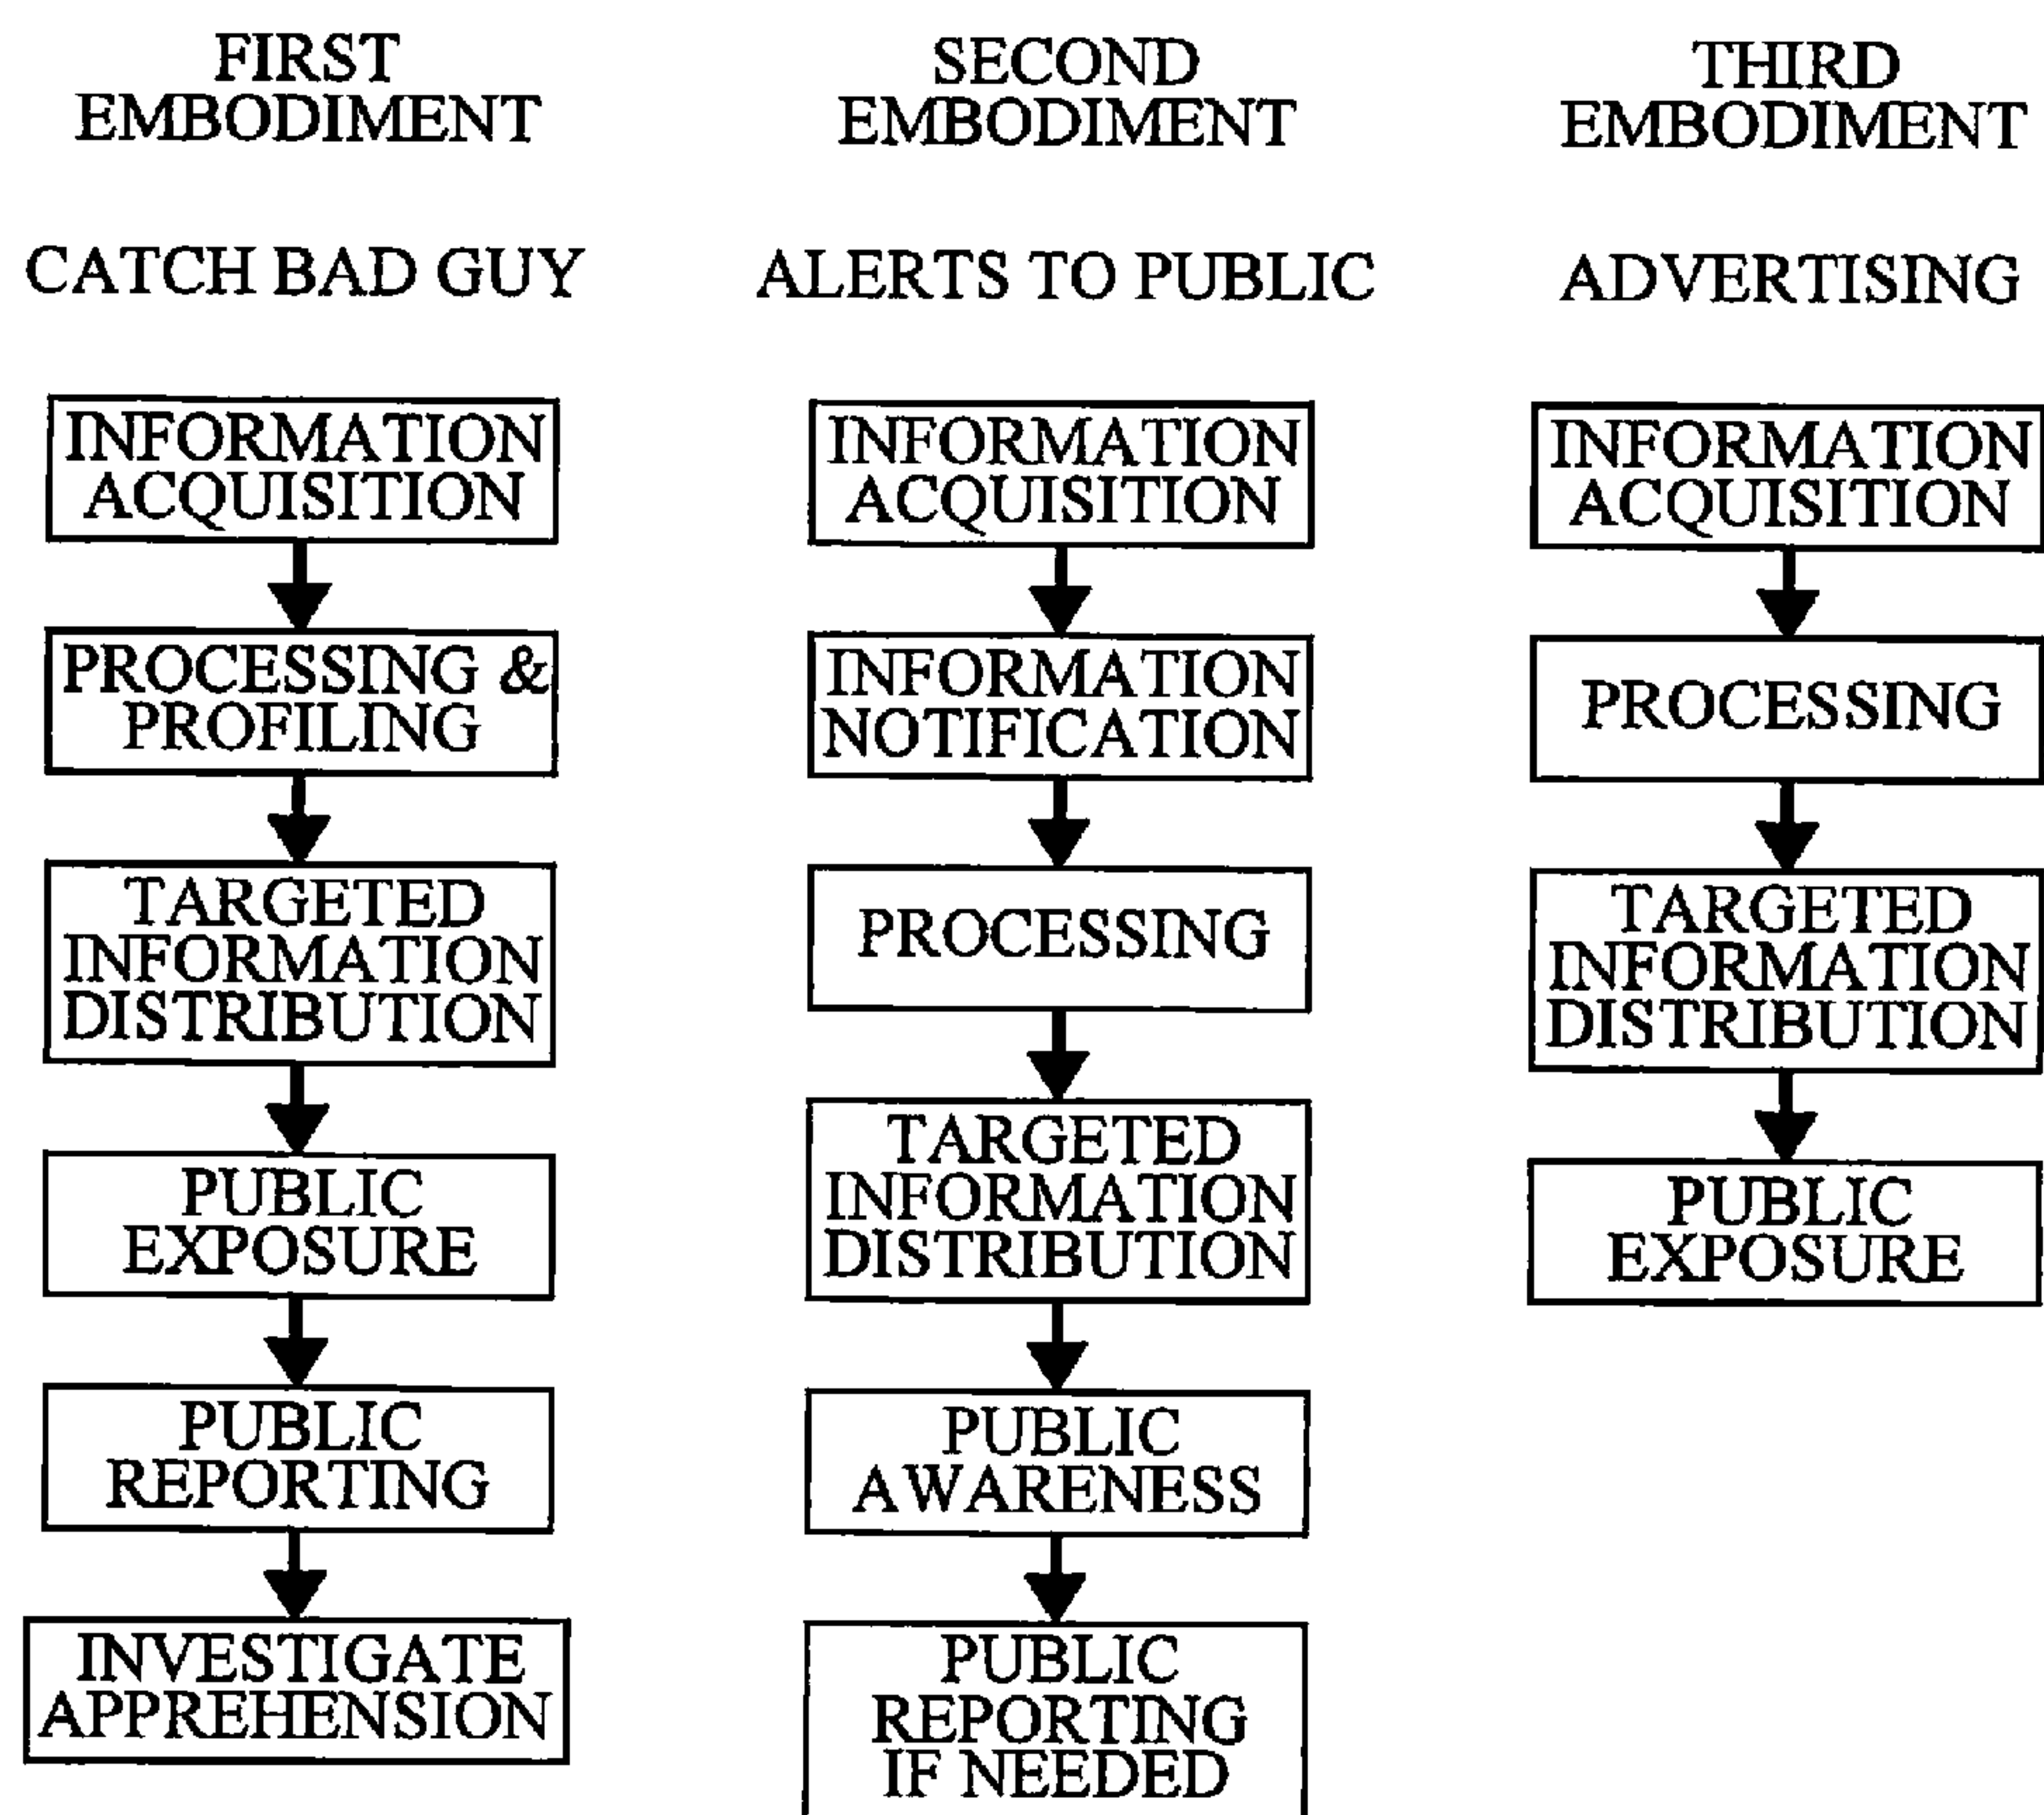 FIRST
EMBODIMENT
CATCH BAD GUY
INFORMATION
ACQUISITION
PROCESSING &
PROFILING
TARGETED
INFORMATION
DISTRIBUTION
PUBLIC
EXPOSURE
PUBLIC
REPORTING
INVESTIGATE
APPREHENSION
SECOND
EMBODIMENT
ALERTS TO PUBLIC
INFORMATION
ACQUISITION
INFORMATION
NOTIFICATION
PROCESSING
TARGETED
INFORMATION
DISTRIBUTION
PUBLIC
AWARENESS
PUBLIC
REPORTING
IF NEEDED
THIRD
EMBODIMENT
ADVERTISING
INFORMATION
ACQUISITION
PROCESSING
TARGETED
INFORMATION
DISTRIBUTION
PUBLIC
EXPOSURE